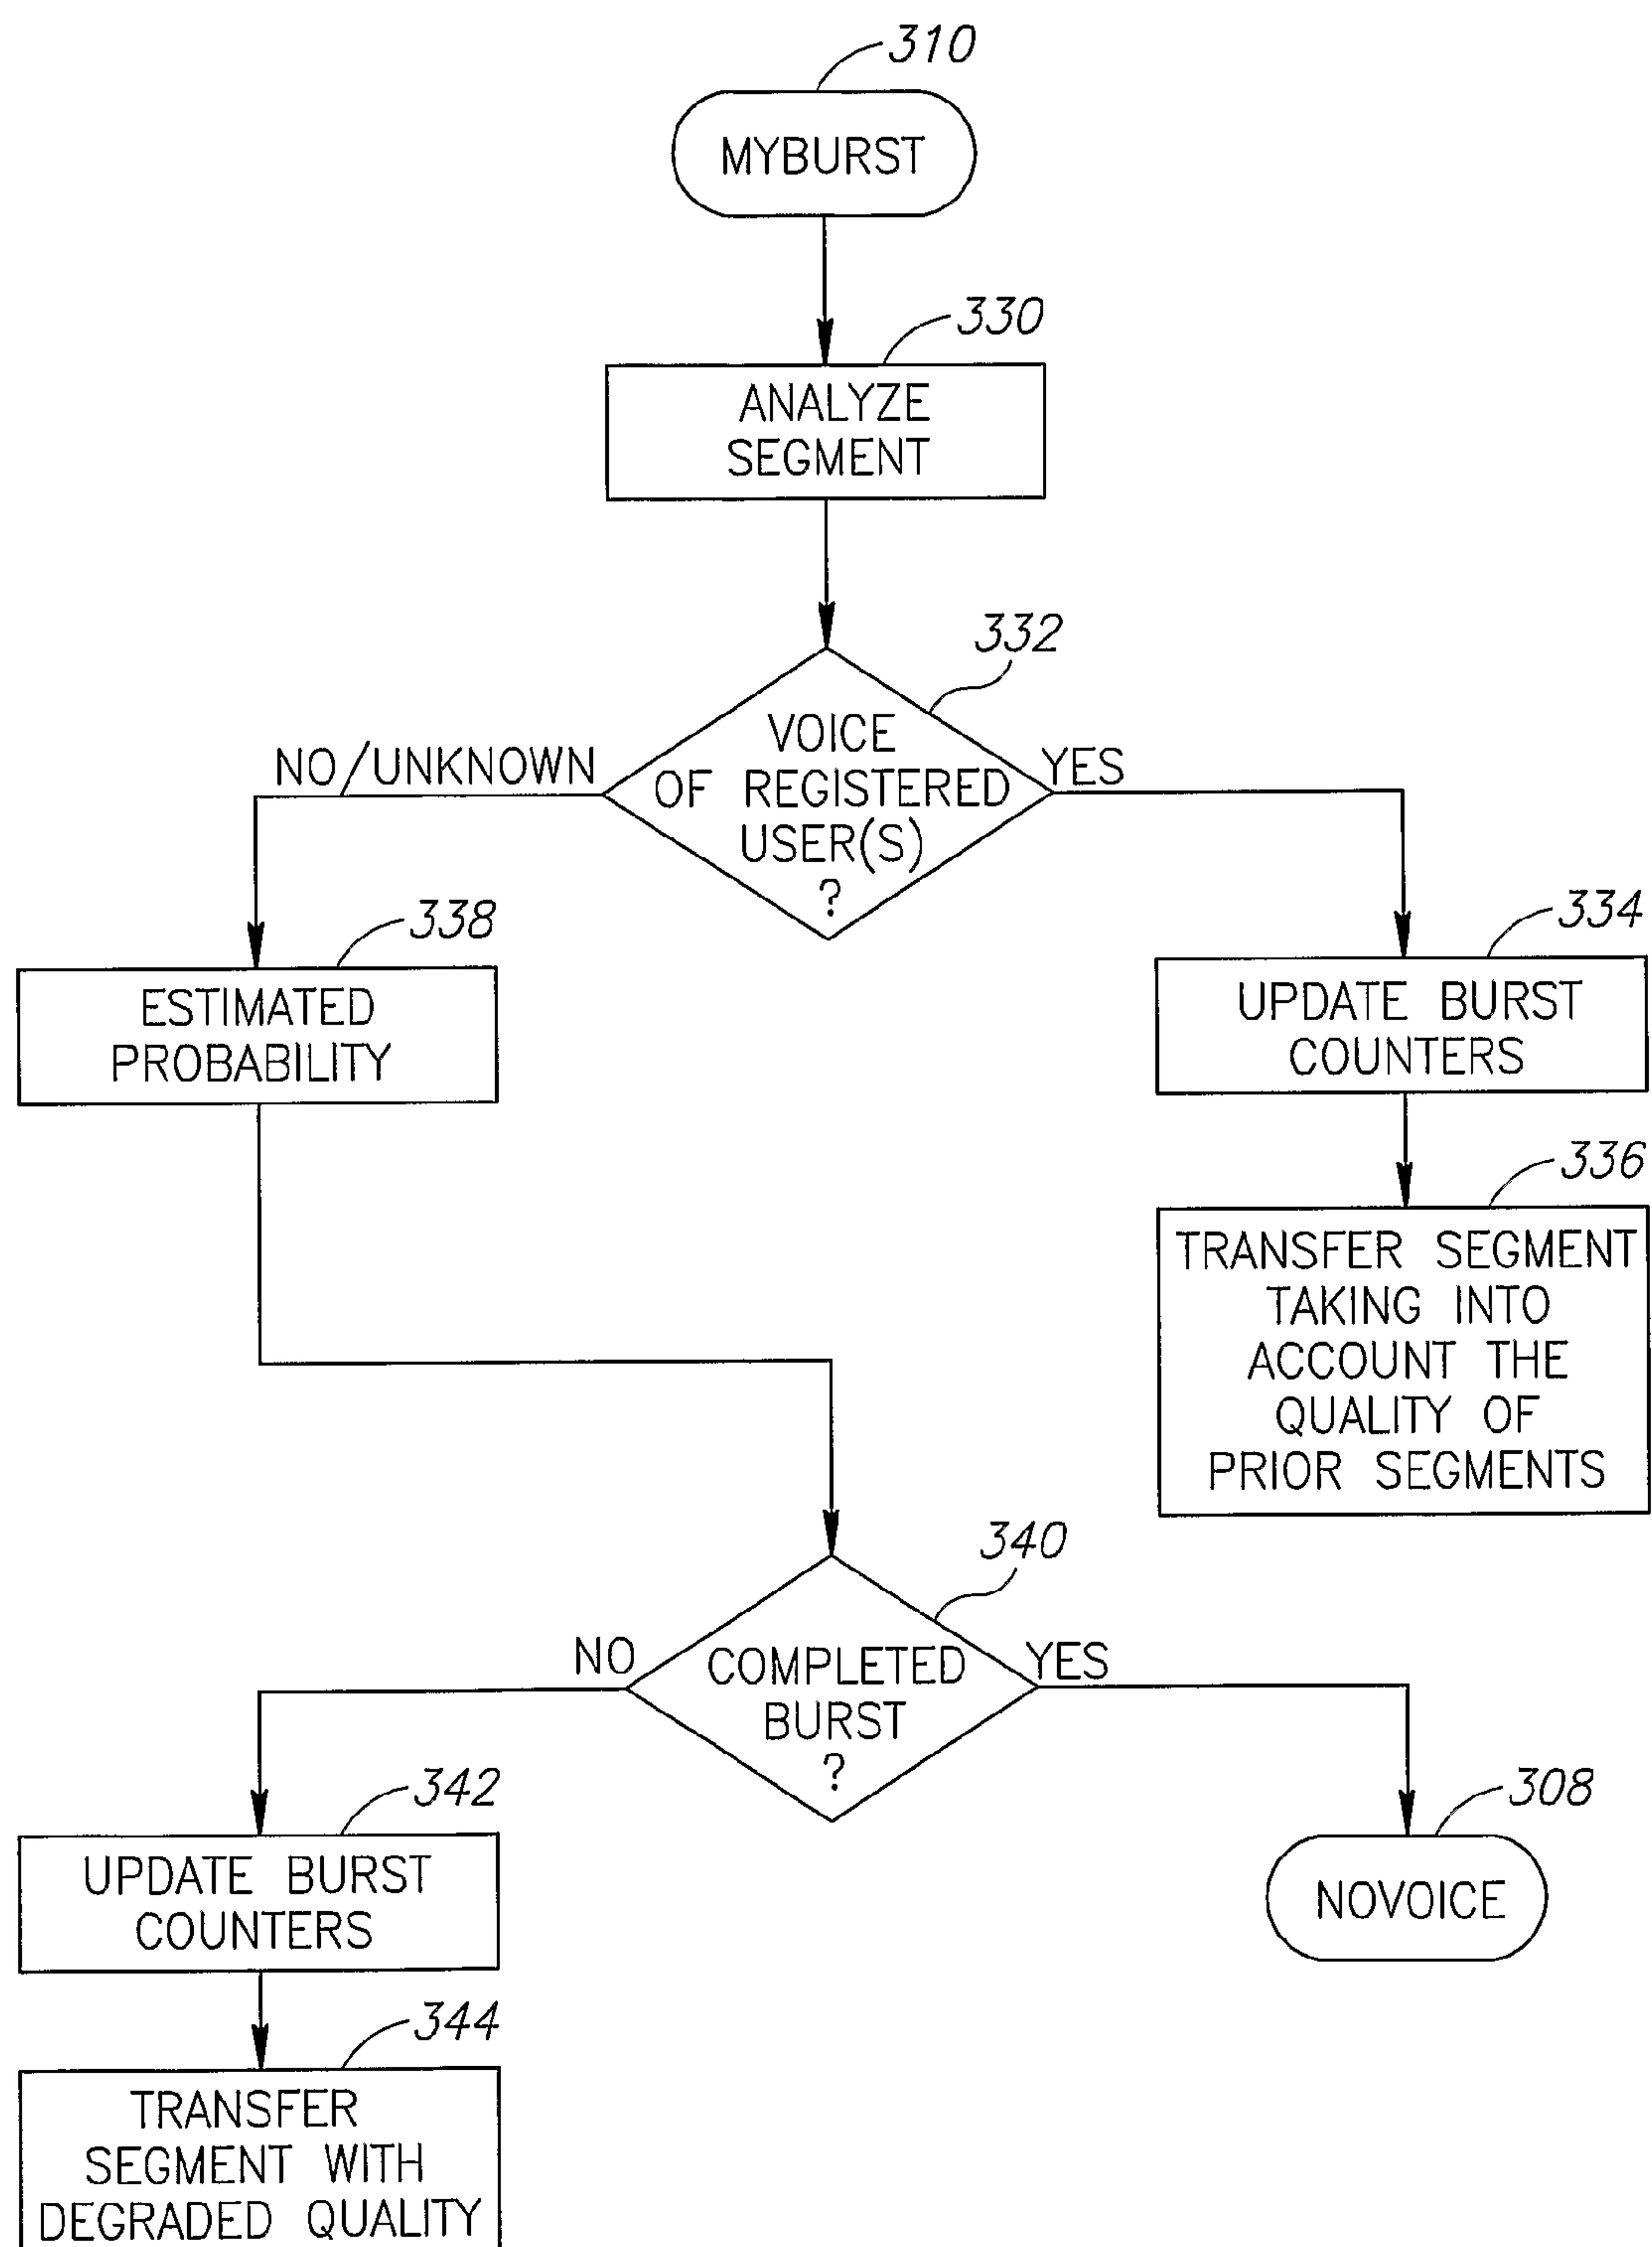 310
MYBURST
330
ANALYZE
SEGMENT
332
VOICE
OF REGISTERED
USER(S)
?
NO/UNKNOWN
YES
338
ESTIMATED
PROBABILITY
334
UPDATE BURST
COUNTERS
336
TRANSFER SEGMENT
TAKING INTO
ACCOUNT THE
QUALITY OF
PRIOR SEGMENTS
340
COMPLETED
BURST
?
NO
YES
342
UPDATE BURST
COUNTERS
308
NOVOICE
344
TRANSFER
SEGMENT WITH
DEGRADED QUALITY